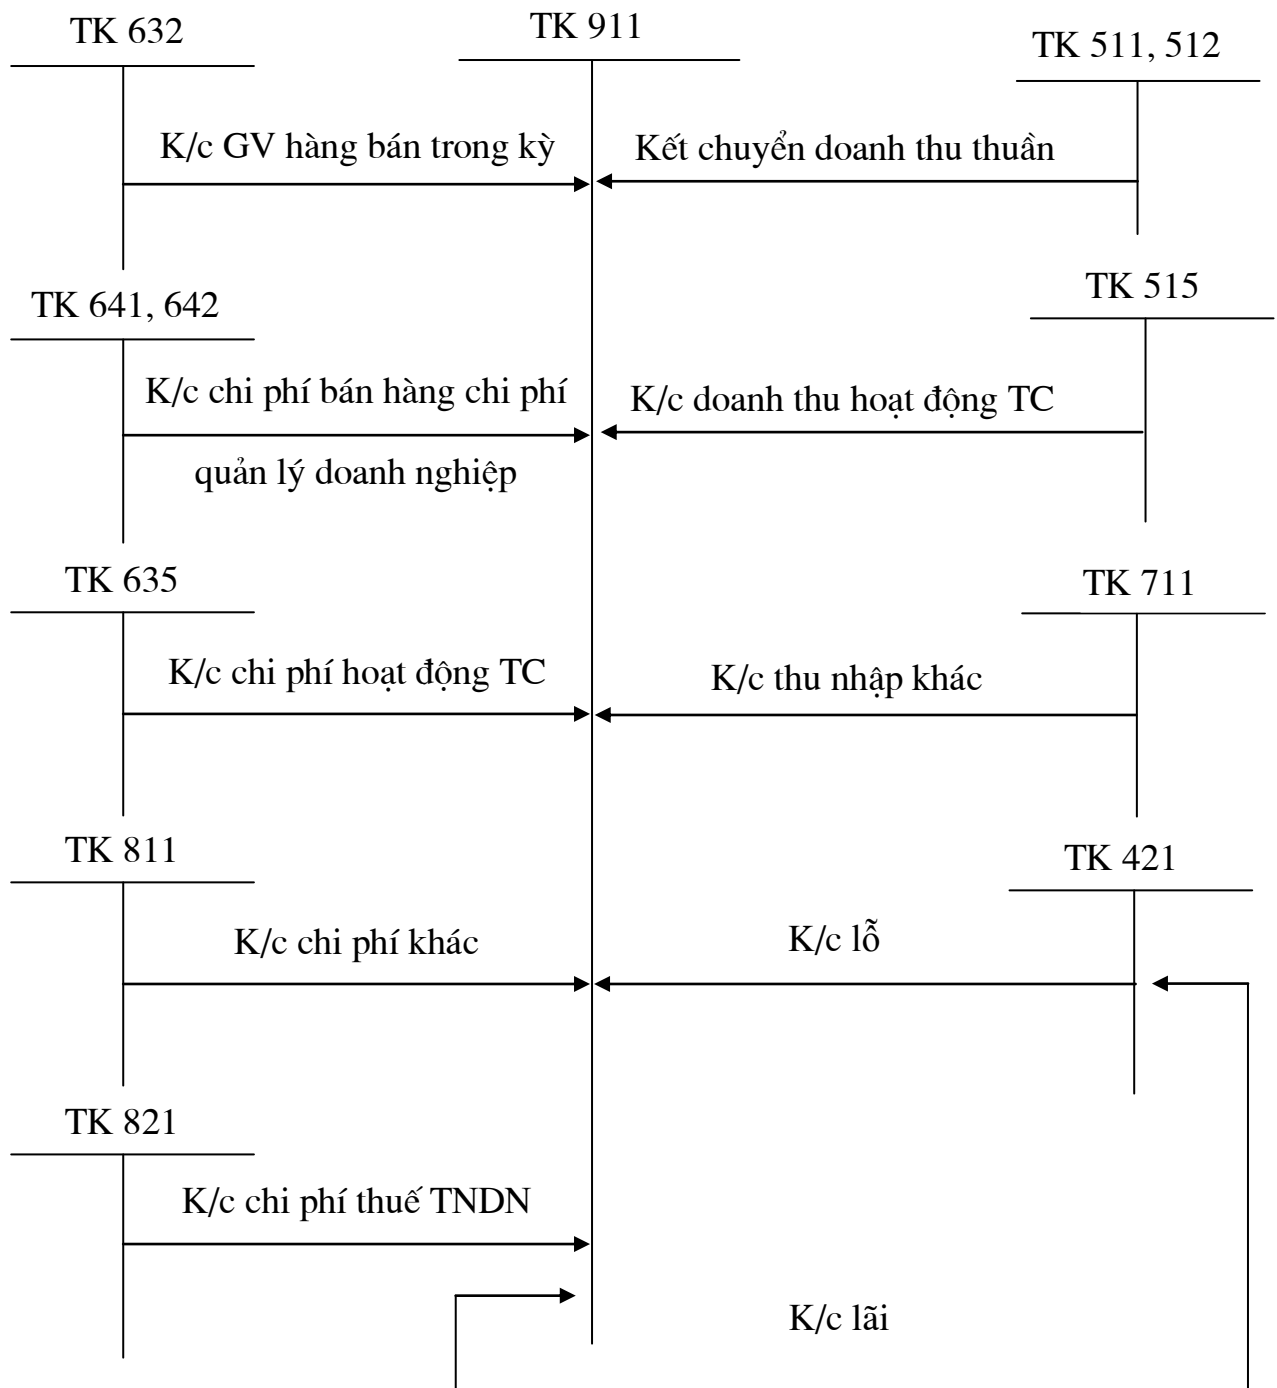 TK 632
TK 911
TK 511, 512
K/c GV hàng bán trong kỳ
Kết chuyển doanh thu thuần
TK 641, 642
TK 515
K/c chi phí bán hàng chi phí
quản lý doanh nghiệp
K/c doanh thu hoạt động TC
TK 635
TK 711
K/c chi phí hoạt động TC
K/c thu nhập khác
TK 811
TK 421
K/c chi phí khác
K/c lỗ
TK 821
K/c chi phí thuế TNDN
K/c lãi